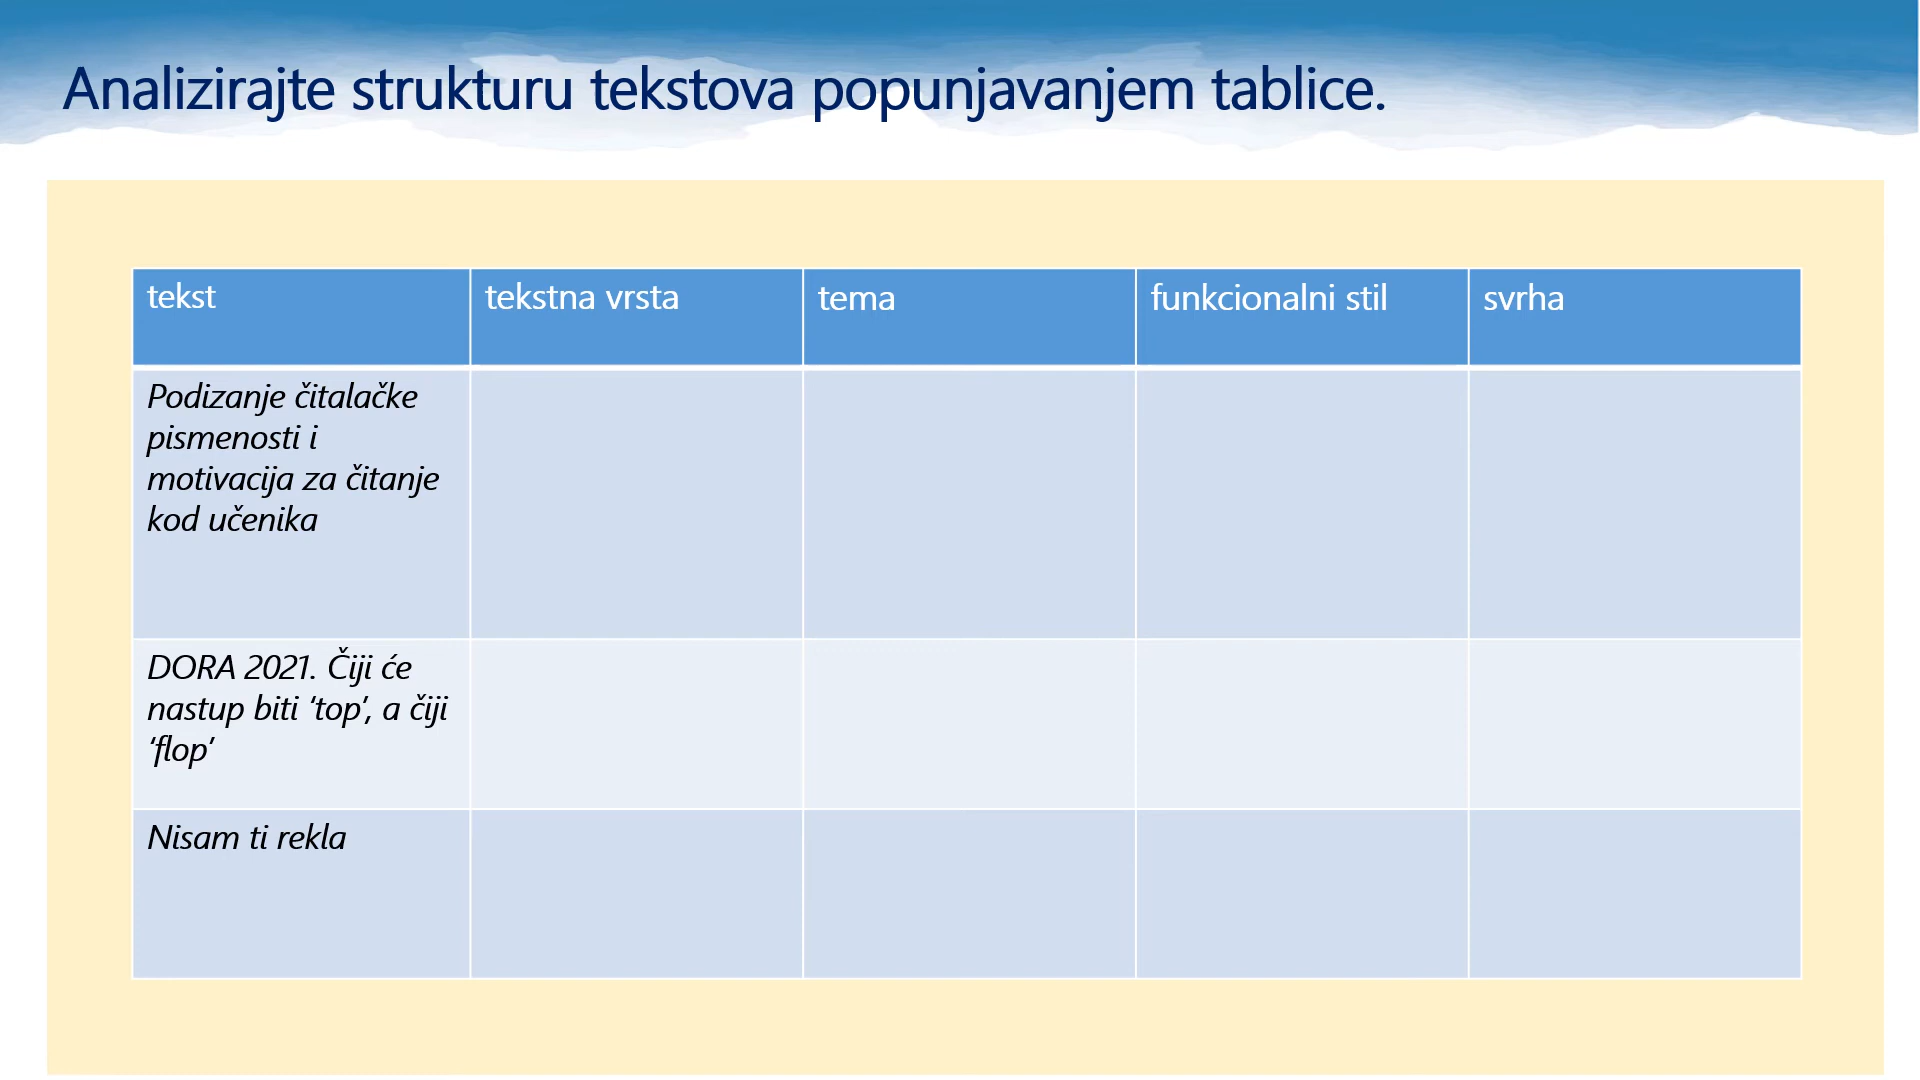 Analizirajte strukturu tekstova popunjavanjem tablice.
tekst
tekstna vrsta
tema
funkcionalni stil
svrha
Podizanje čitalačke
pismenosti i
motivacija za čitanje
kod učenika
DORA 2021. Čiji će
nastup biti ‘top’, a čiji
‘flop’
Nisam ti rekla